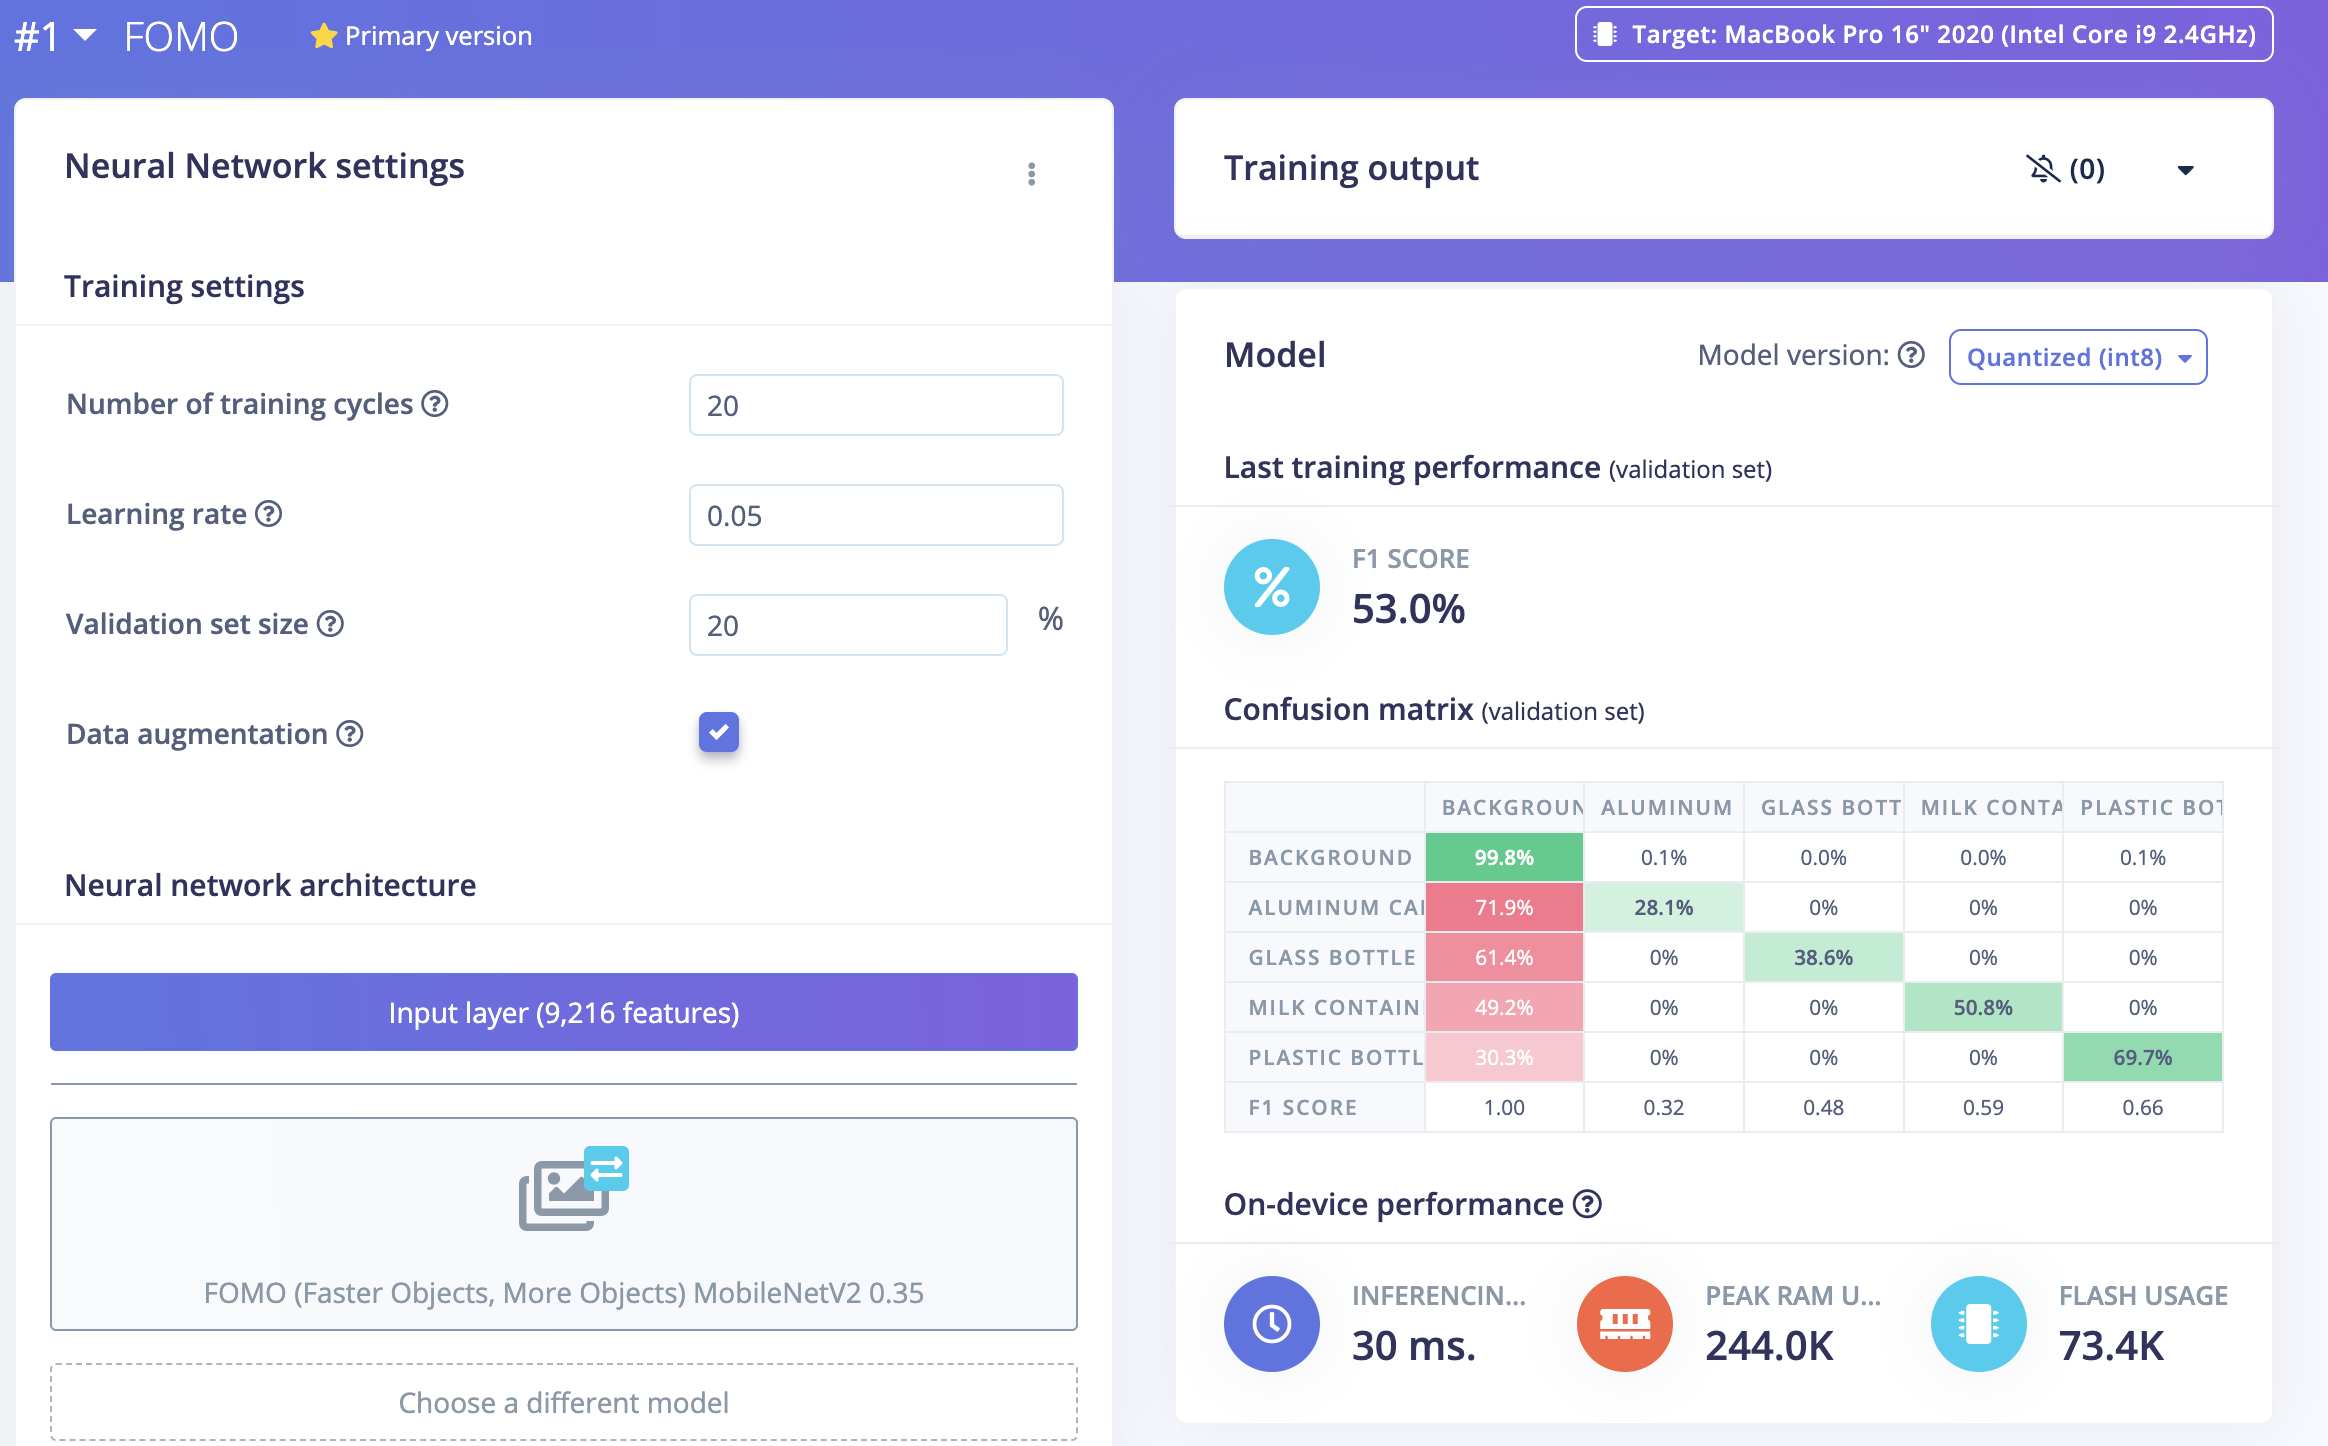 #1 FOMO
Primary version
Target: MacBook Pro 16" 2020 (Intel Core i9 2.4GHz)
Neural Network settings
Training settings
Number of training cycles ?
20
Learning rate ?
0.05
Validation set size ?
20
%
Data augmentation ?
Neural network architecture
Input layer (9,216 features)
FOMO (Faster Objects, More Objects) MobileNetV2 0.35
Choose a different model
Training output
(0)
Model
Model version: ?
Quantized (int8)
Last training performance (validation set)
%
F1 SCORE
53.0%
Confusion matrix (validation set)
BACKGROUN ALUMINUM GLASS BOTT MILK CONTA PLASTIC BOT
BACKGROUND 99.8% 0.1% 0.0% 0.0% 0.1%
ALUMINUM CAI 71.9% 28.1% 0% 0% 0%
GLASS BOTTLE 61.4% 0% 38.6% 0% 0%
MILK CONTAIN 49.2% 0% 0% 50.8% 0%
PLASTIC BOTTL 30.3% 0% 0% 0% 69.7%
F1 SCORE 1.00 0.32 0.48 0.59 0.66
On-device performance ?
INFERENCIN...
30 ms.
PEAK RAM U...
244.0K
FLASH USAGE
73.4K